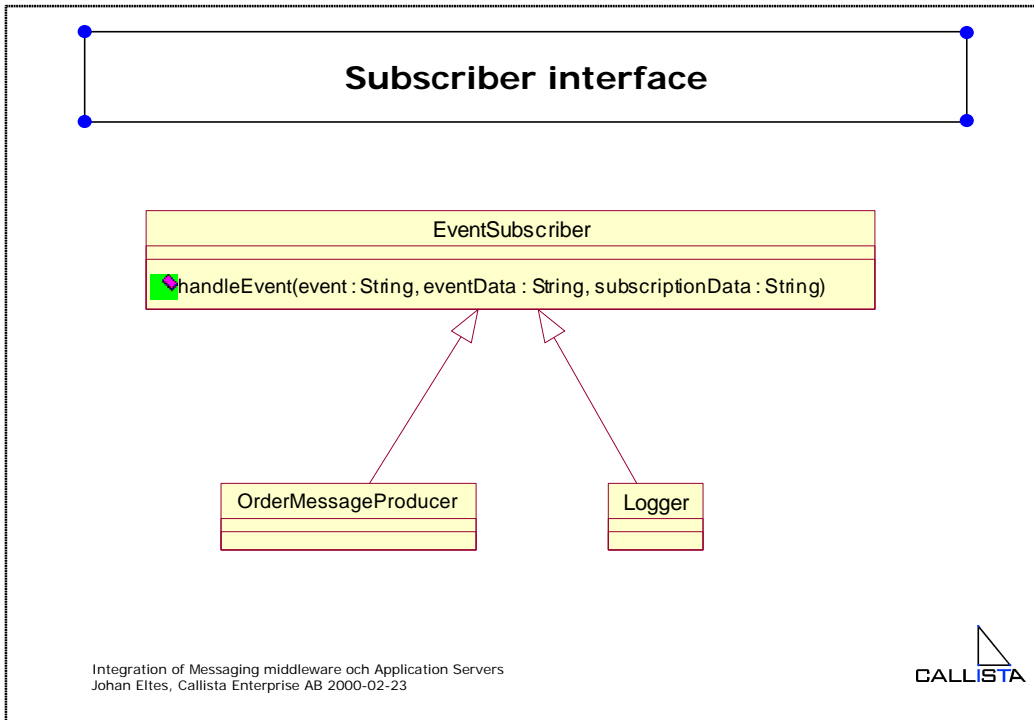 Subscriber interface
EventSubscriber
handleEvent(event : String, eventData : String, subscriptionData : String)
OrderMessageProducer
Logger
Integration of Messaging middleware och Application Servers
Johan Eltes, Callista Enterprise AB 2000-02-23
CALLISTA